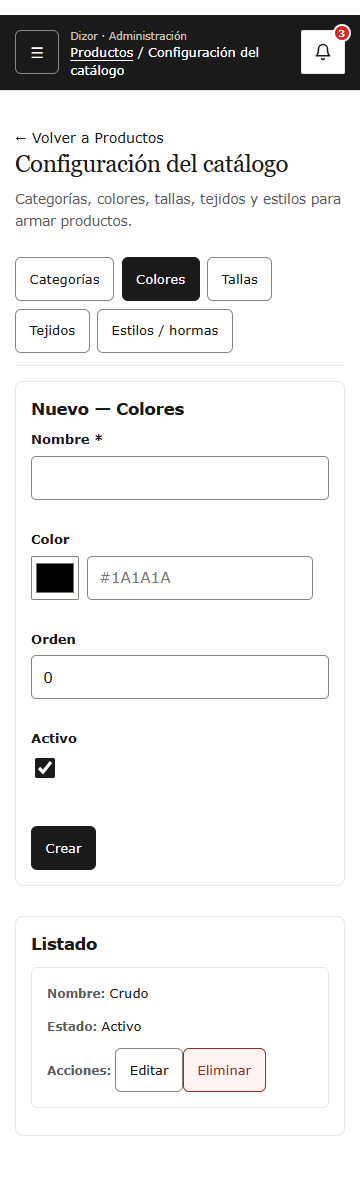 ☰
Dizor · Administración
Productos / Configuración del
catálogo
3
← Volver a Productos
Configuración del catálogo
Categorías, colores, tallas, tejidos y estilos para
armar productos.
Categorías
Colores
Tallas
Tejidos
Estilos / hormas
Nuevo — Colores
Nombre *
Color
#1A1A1A
Orden
0
Activo
Crear
Listado
Nombre: Crudo
Estado: Activo
Acciones: Editar Eliminar